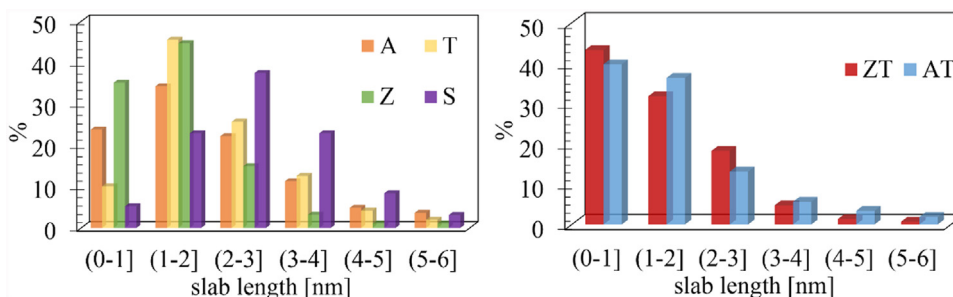 50
40
30
20
10
0
%
A T
Z S
(0-1] (1-2] (2-3] (3-4] (4-5] (5-6]
slab length [nm]
50
40
30
20
10
0
%
ZT AT
(0-1] (1-2] (2-3] (3-4] (4-5] (5-6]
slab length [nm]